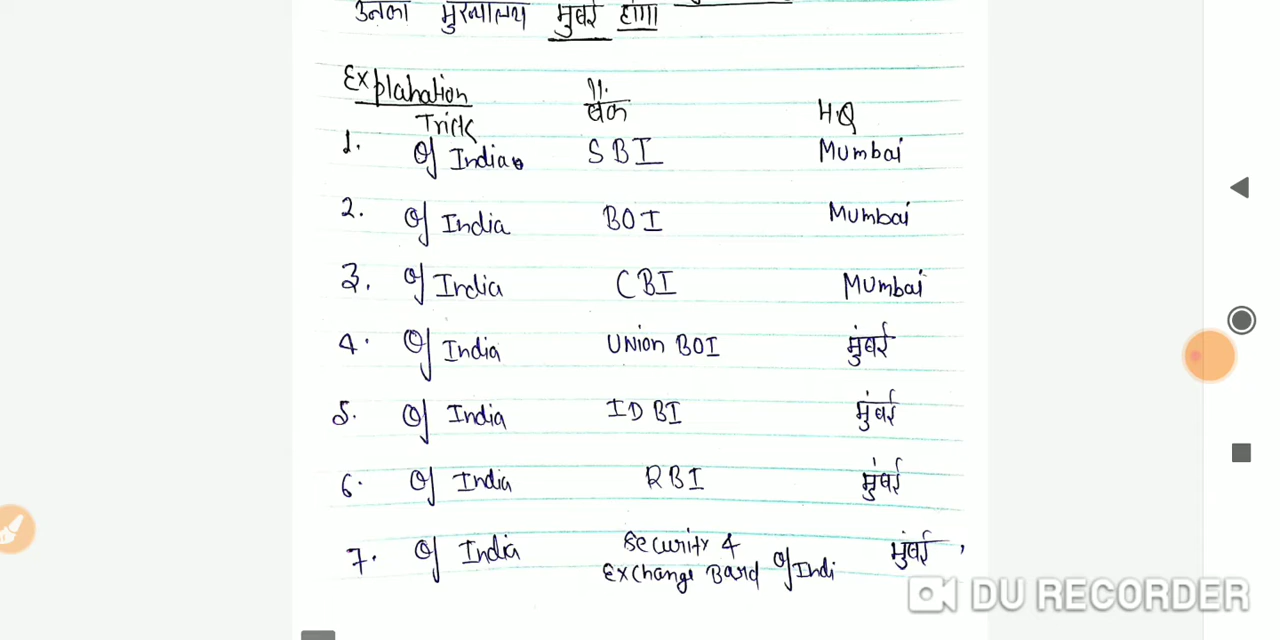 उनका मुख्यालय मुंबई होगा
Explanation
Trick बैंक H.Q
1. Of India SBI Mumbai
2. Of India BOI Mumbai
3. Of India CBI Mumbai
4. Of India Union BOI मुंबई
5. Of India IDBI मुंबई
6. Of India RBI मुंबई
7. Of India Security & Exchange Bard Of Indi मुंबई,
DU RECORDER